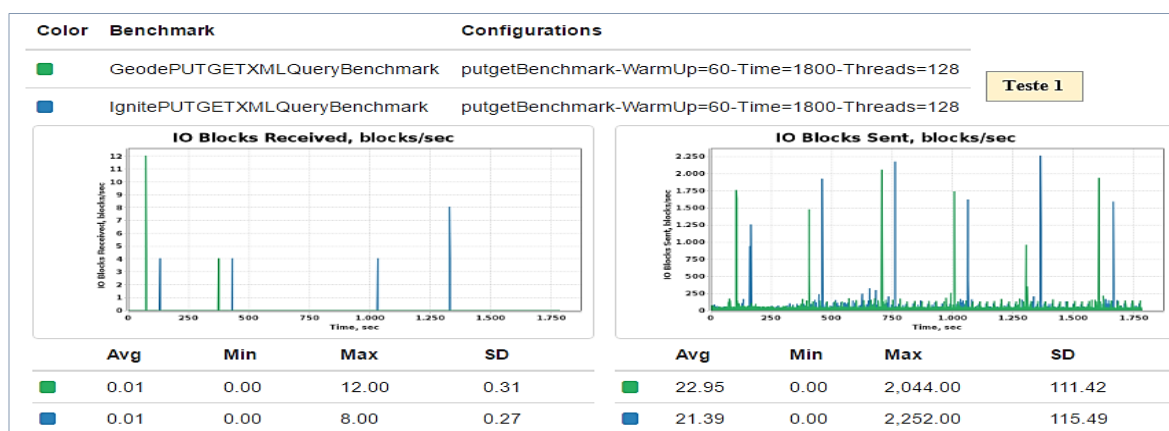 Color Benchmark Configurations
GeodePUTGETXMLQueryBenchmark putgetBenchmark-WarmUp=60-Time=1800-Threads=128
IgnitePUTGETXMLQueryBenchmark putgetBenchmark-WarmUp=60-Time=1800-Threads=128
Teste 1
IO Blocks Received, blocks/sec
IO Blocks Received, blocks/sec
12
11
10
9
8
7
6
5
4
3
2
1
0
0 250 500 750 1.000 1.250 1.500 1.750
Time, sec
Avg Min Max SD
0.01 0.00 12.00 0.31
0.01 0.00 8.00 0.27
IO Blocks Sent, blocks/sec
IO Blocks Sent, blocks/sec
2.250
2.000
1.750
1.500
1.250
1.000
750
500
250
0
0 250 500 750 1.000 1.250 1.500 1.750
Time, sec
Avg Min Max SD
22.95 0.00 2,044.00 111.42
21.39 0.00 2,252.00 115.49